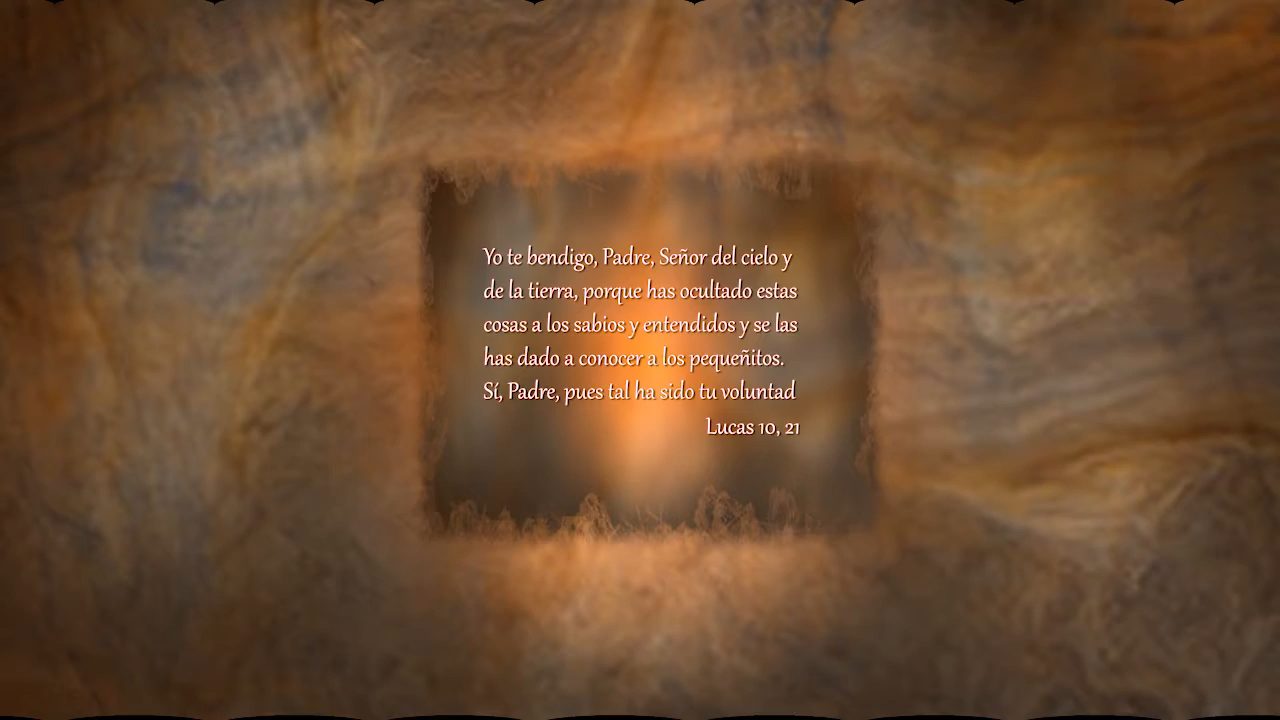 Yo te bendigo, Padre, Señor del cielo y
de la tierra, porque has ocultado estas
cosas a los sabios y entendidos y se las
has dado a conocer a los pequeñitos.
Sí, Padre, pues tal ha sido tu voluntad
Lucas 10, 21